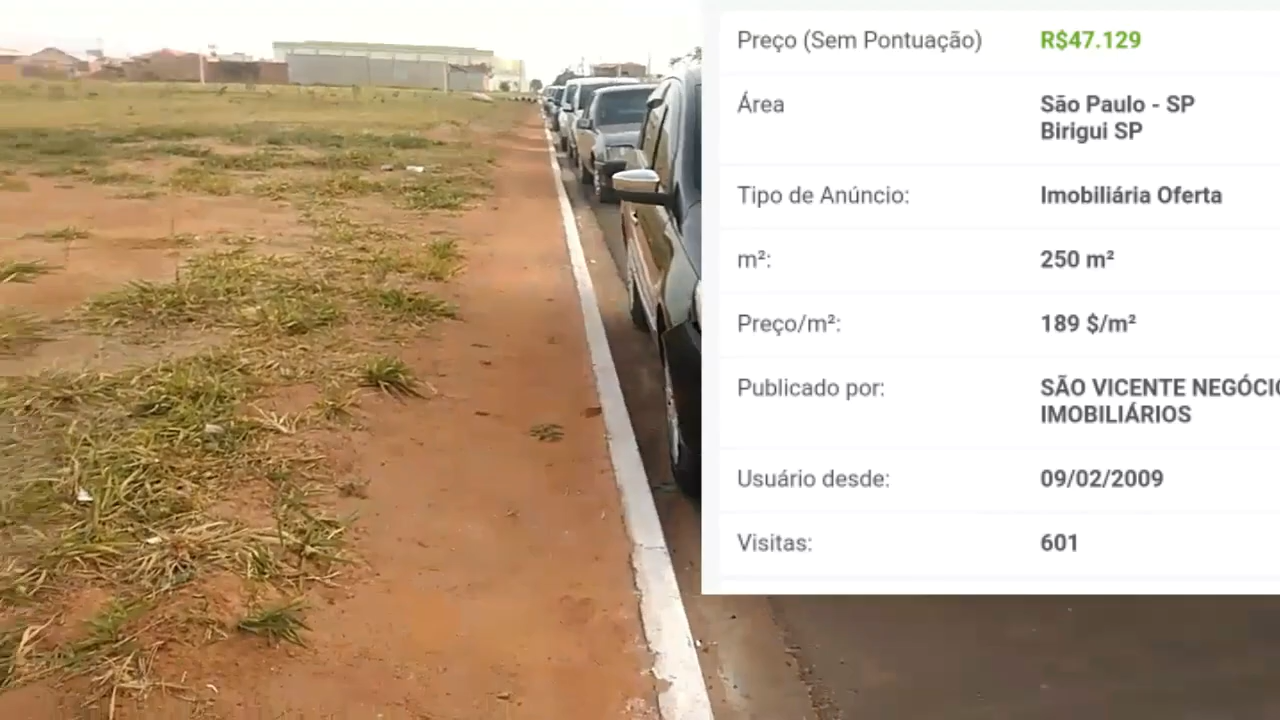 Preço (Sem Pontuação) R$47.129
Área São Paulo - SP
Birigui SP
Tipo de Anúncio: Imobiliária Oferta
m²: 250 m²
Preço/m²: 189 $/m²
Publicado por: SÃO VICENTE NEGÓCIO
IMOBILIÁRIOS
Usuário desde: 09/02/2009
Visitas: 601